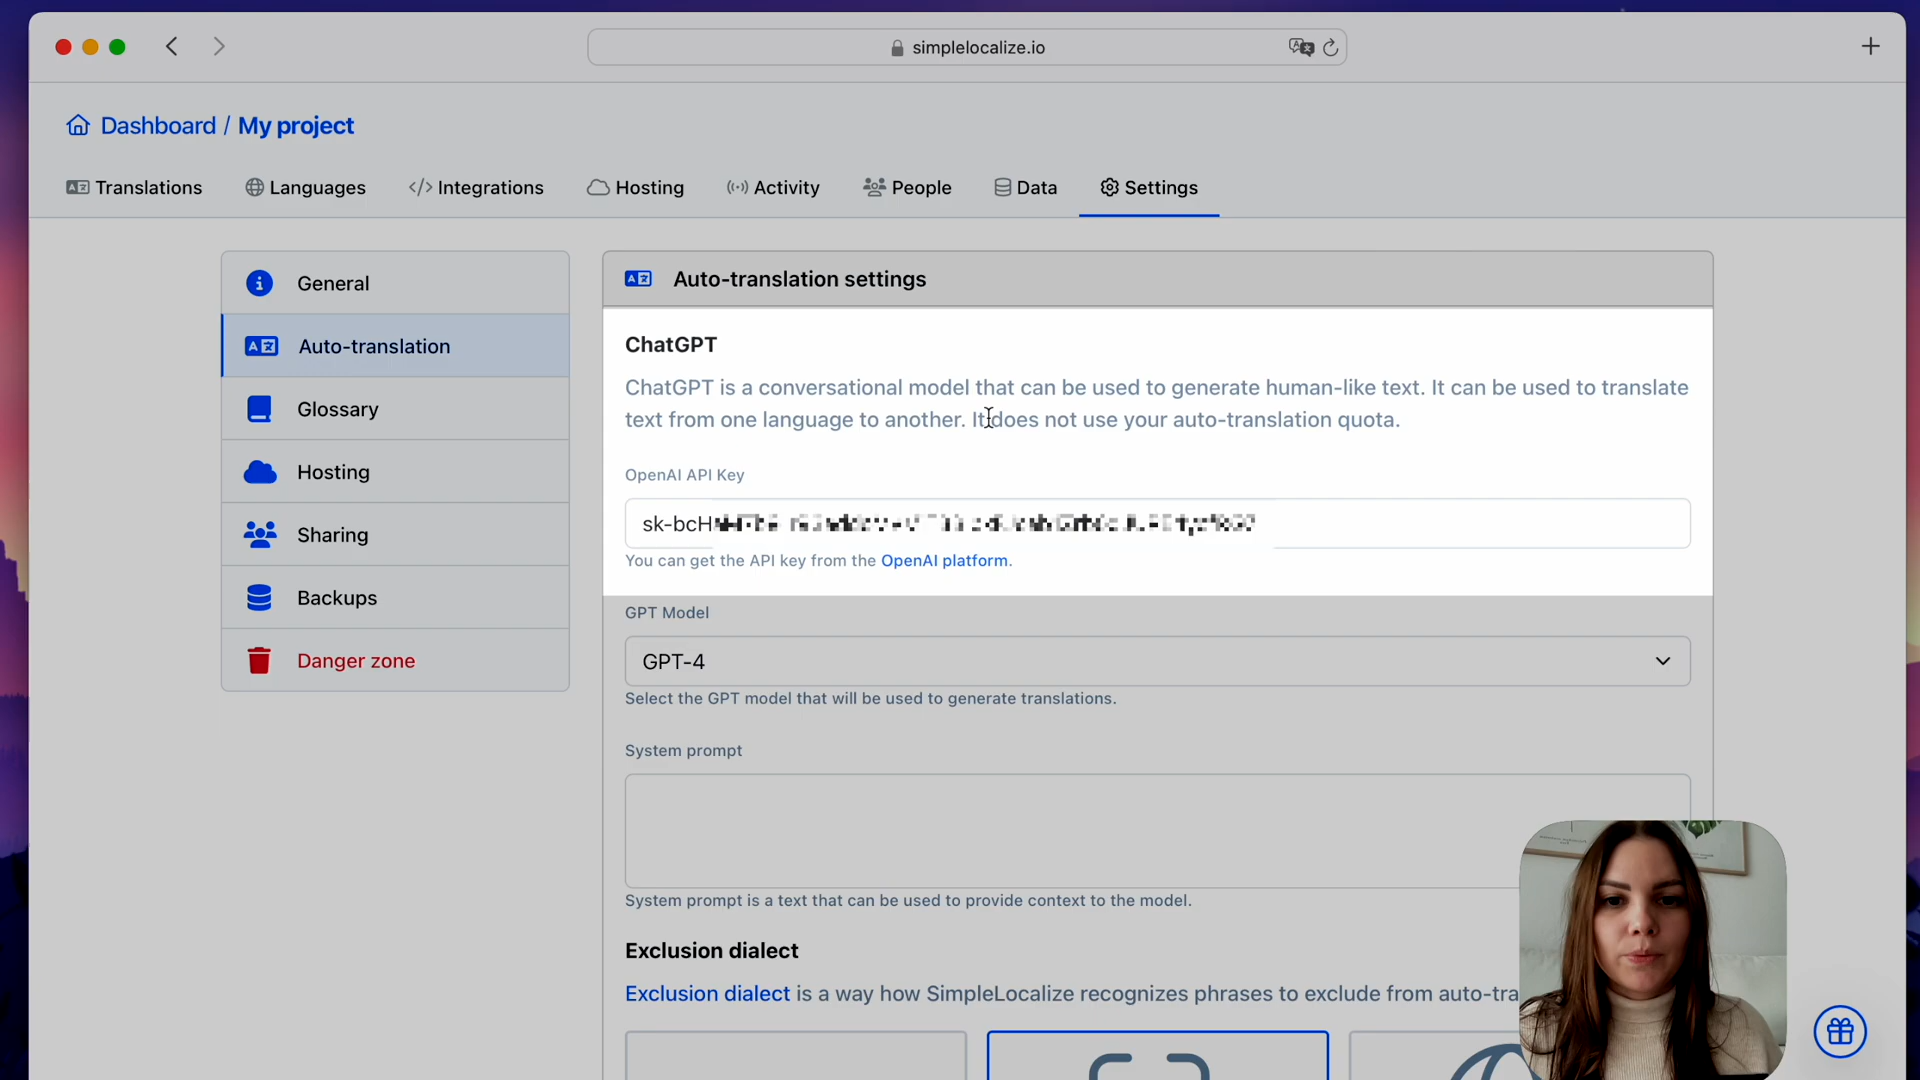 simplelocalize.io
Dashboard / My project
Translations Languages Integrations Hosting Activity People Data Settings
General
Auto-translation
Glossary
Hosting
Sharing
Backups
Danger zone
Auto-translation settings
ChatGPT
ChatGPT is a conversational model that can be used to generate human-like text. It can be used to translate
text from one language to another. It does not use your auto-translation quota.
OpenAI API Key
sk-bcH
You can get the API key from the OpenAI platform.
GPT Model
GPT-4
Select the GPT model that will be used to generate translations.
System prompt
System prompt is a text that can be used to provide context to the model.
Exclusion dialect
Exclusion dialect is a way how SimpleLocalize recognizes phrases to exclude from auto-tra